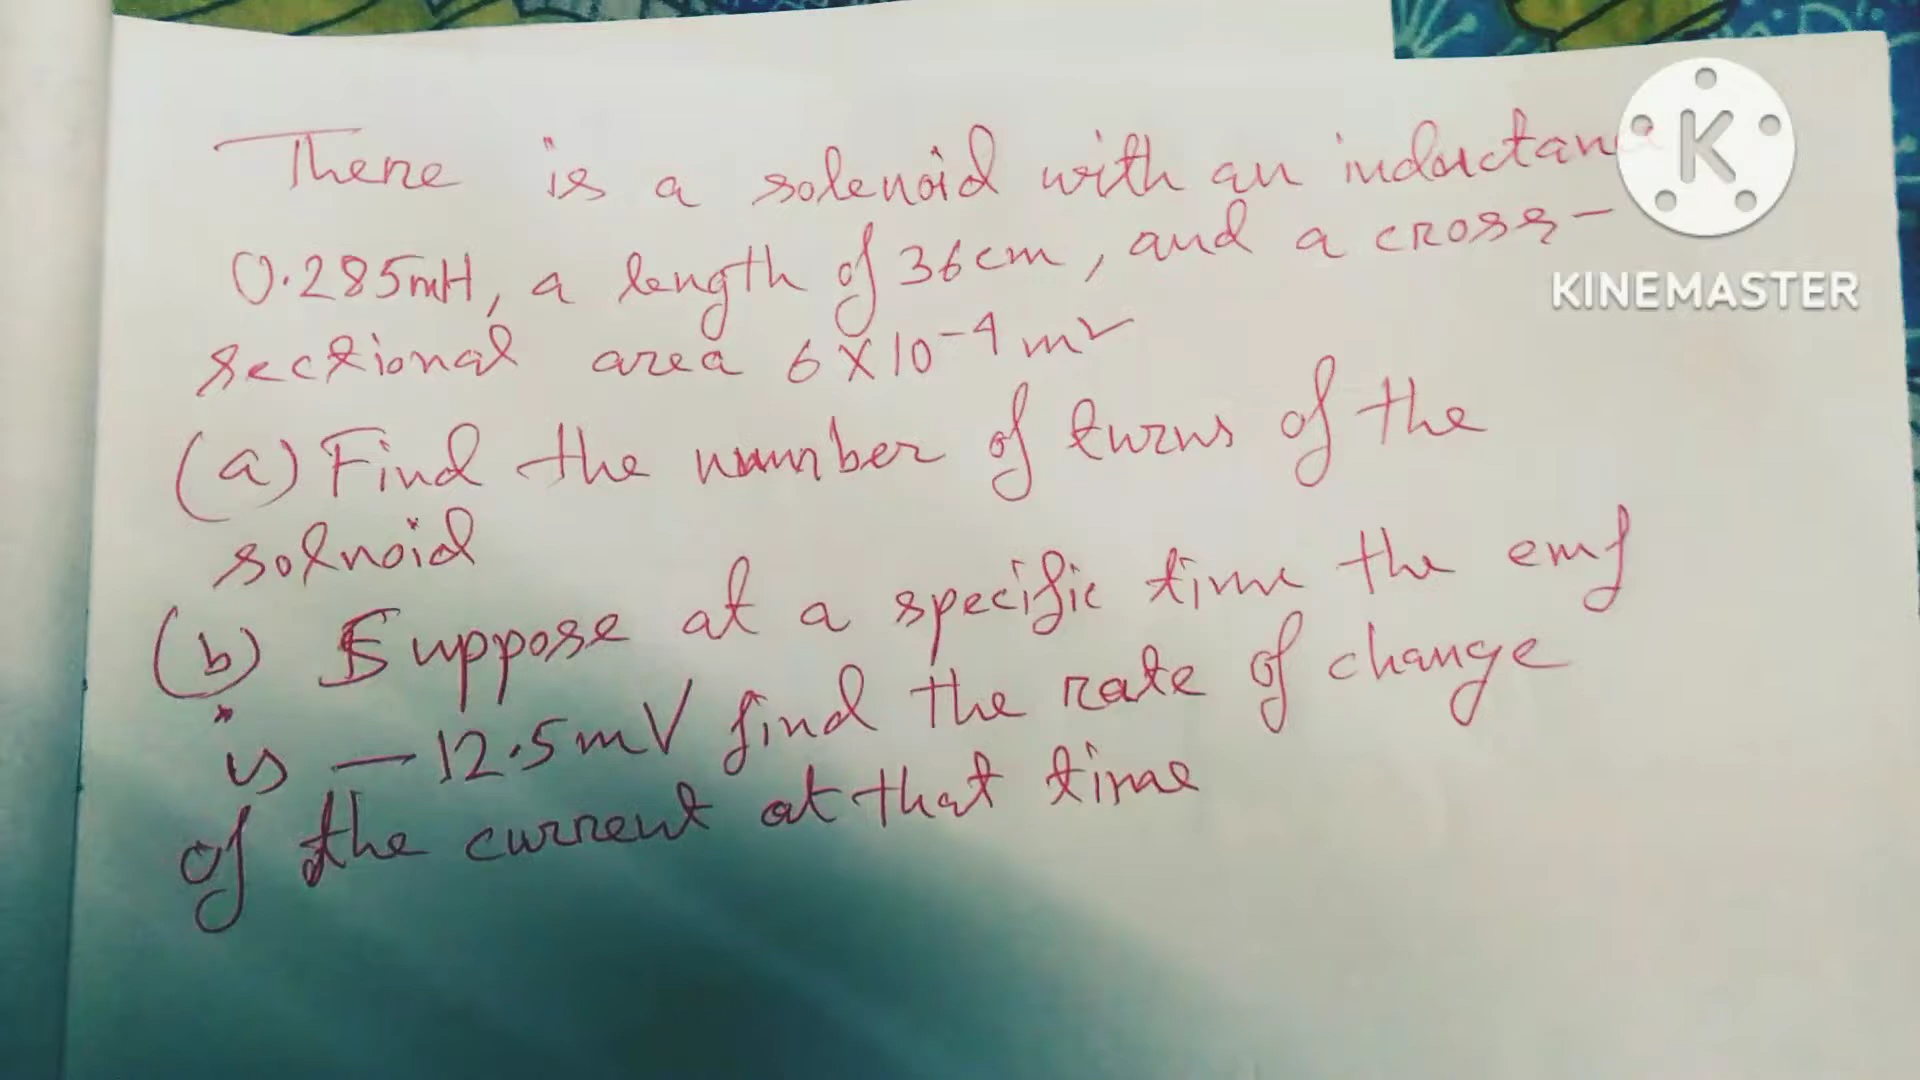 There is a solenoid with an inductance
0.285mH, a length of 36cm, and a cross-
sectional area 6X10-4 m2
(a) Find the number of turns of the
solnoid
(b) Suppose at a specific time the emf
is - 12.5mV find the rate of change
of the current at that time
K
KINEMASTER